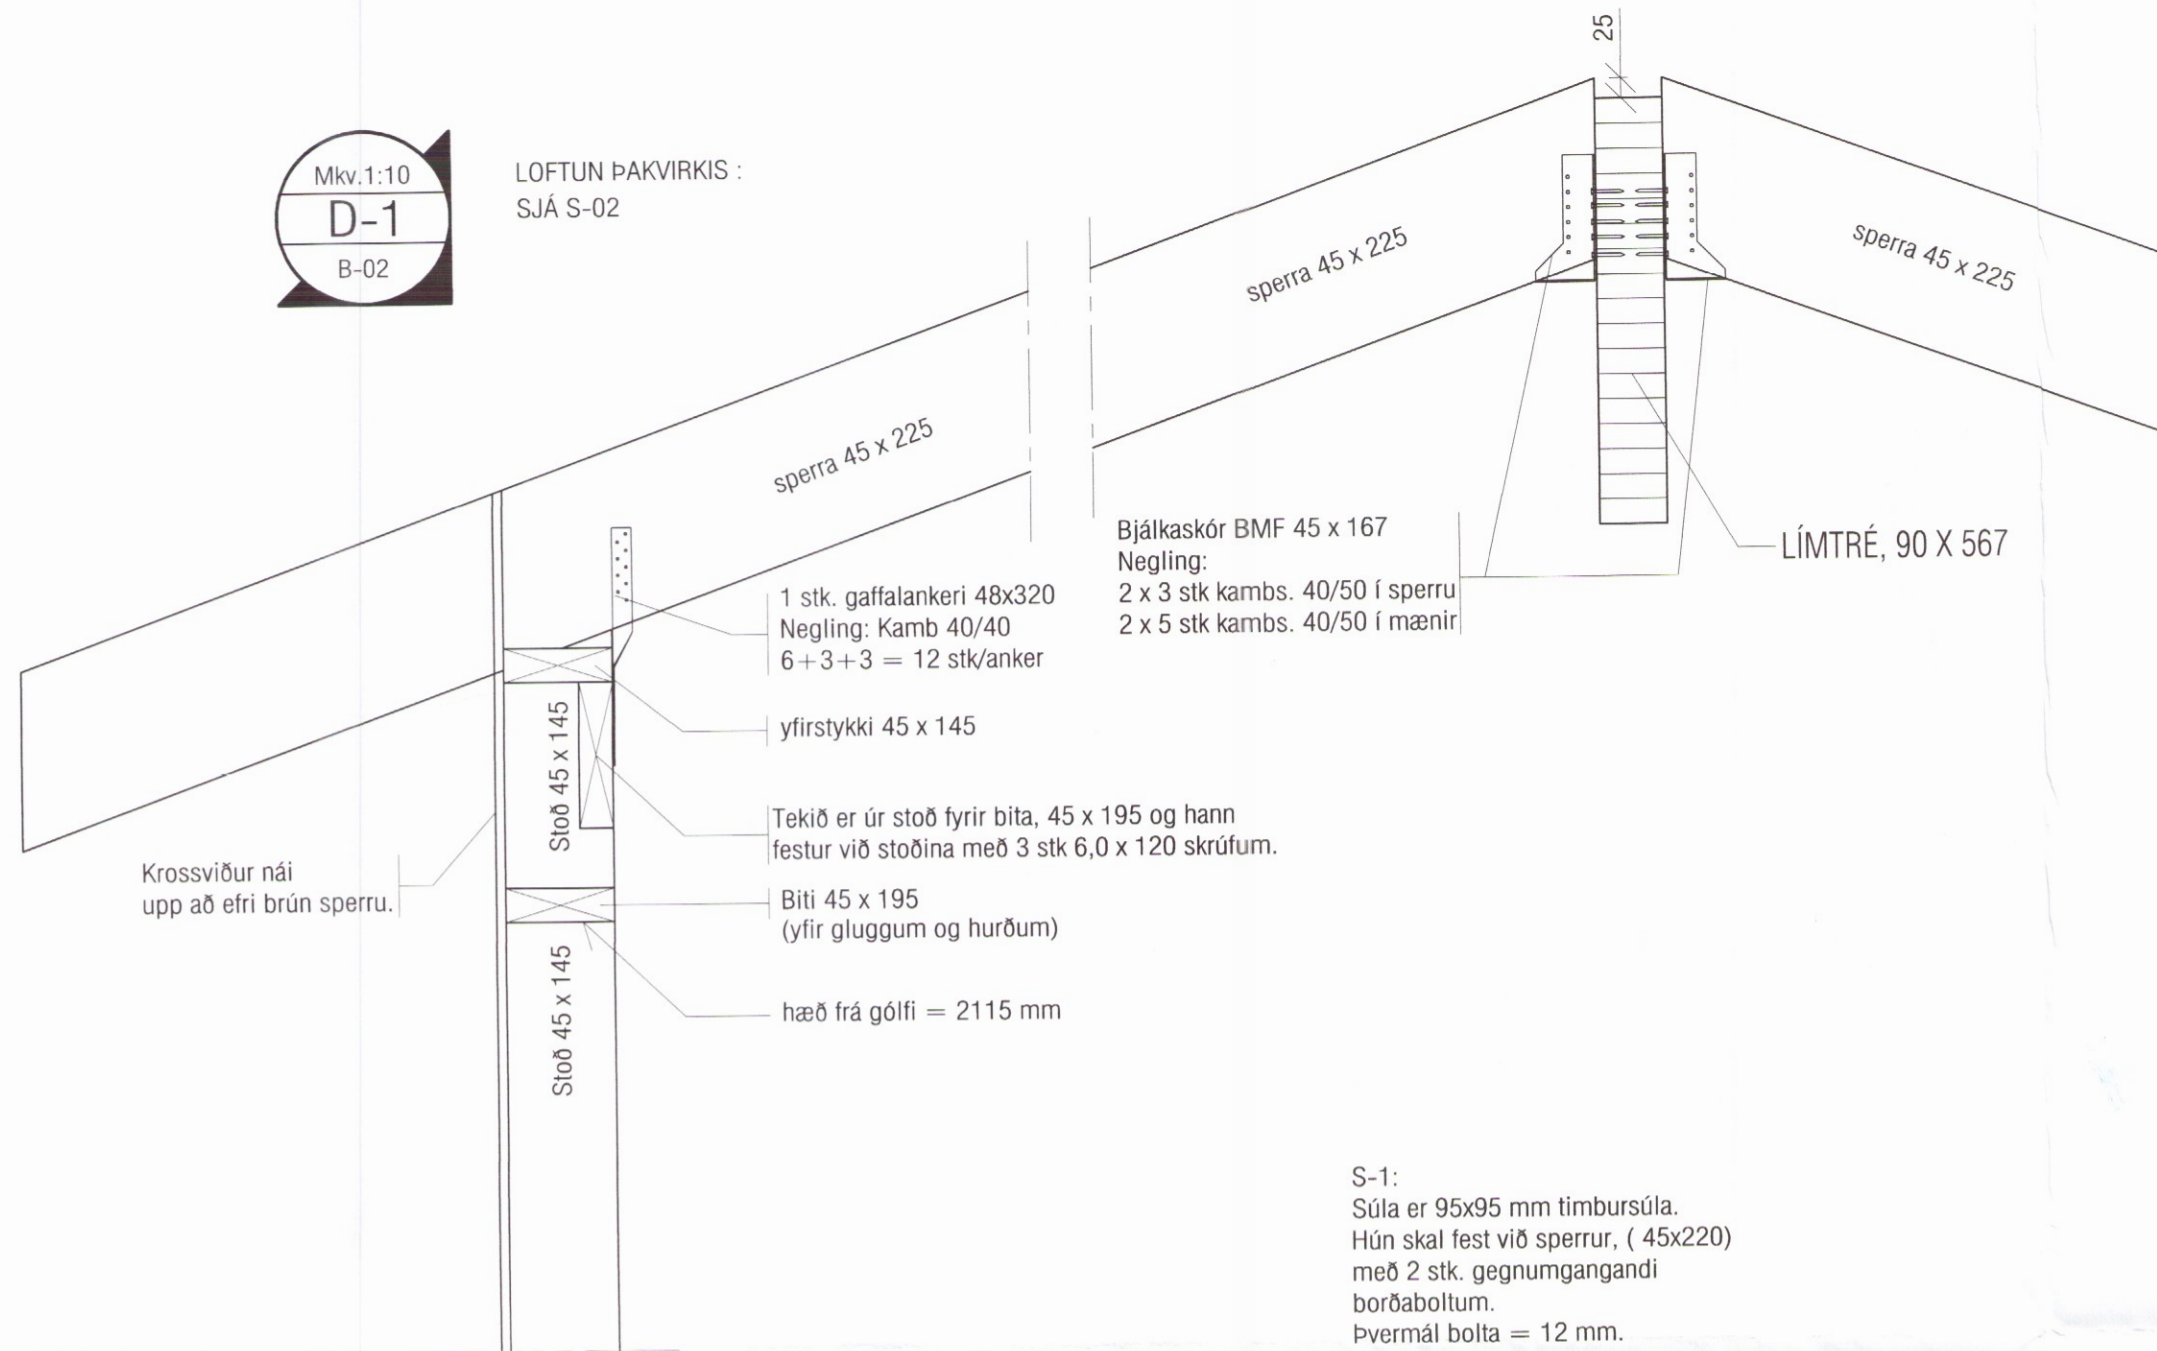 25
Mkv.1:10
D-1
B-02
LOFTUN ÞAKVIRKIS :
SJÁ S-02
sperra 45 x 225
sperra 45 x 225
sperra 45 x 225
Bjálkaskór BMF 45 x 167
Negling:
2 x 3 stk kambs. 40/50 í sperru
2 x 5 stk kambs. 40/50 í mænir
LÍMTRÉ, 90 X 567
1 stk. gaffalankeri 48x320
Negling: Kamb 40/40
6+3+3 = 12 stk/anker
yfirstykki 45 x 145
Stoð 45 x 145
Tekið er úr stoð fyrir bita, 45 x 195 og hann
festur við stoðina með 3 stk 6,0 x 120 skrúfum.
Krossviður nái
upp að efri brún sperru.
Biti 45 x 195
(yfir gluggum og hurðum)
Stoð 45 x 145
hæð frá gólfi = 2115 mm
S-1:
Súla er 95x95 mm timbursúla.
Hún skal fest við sperrur, ( 45x220)
með 2 stk. gegnumgangandi
borðaboltum.
Þvermál bolta = 12 mm.